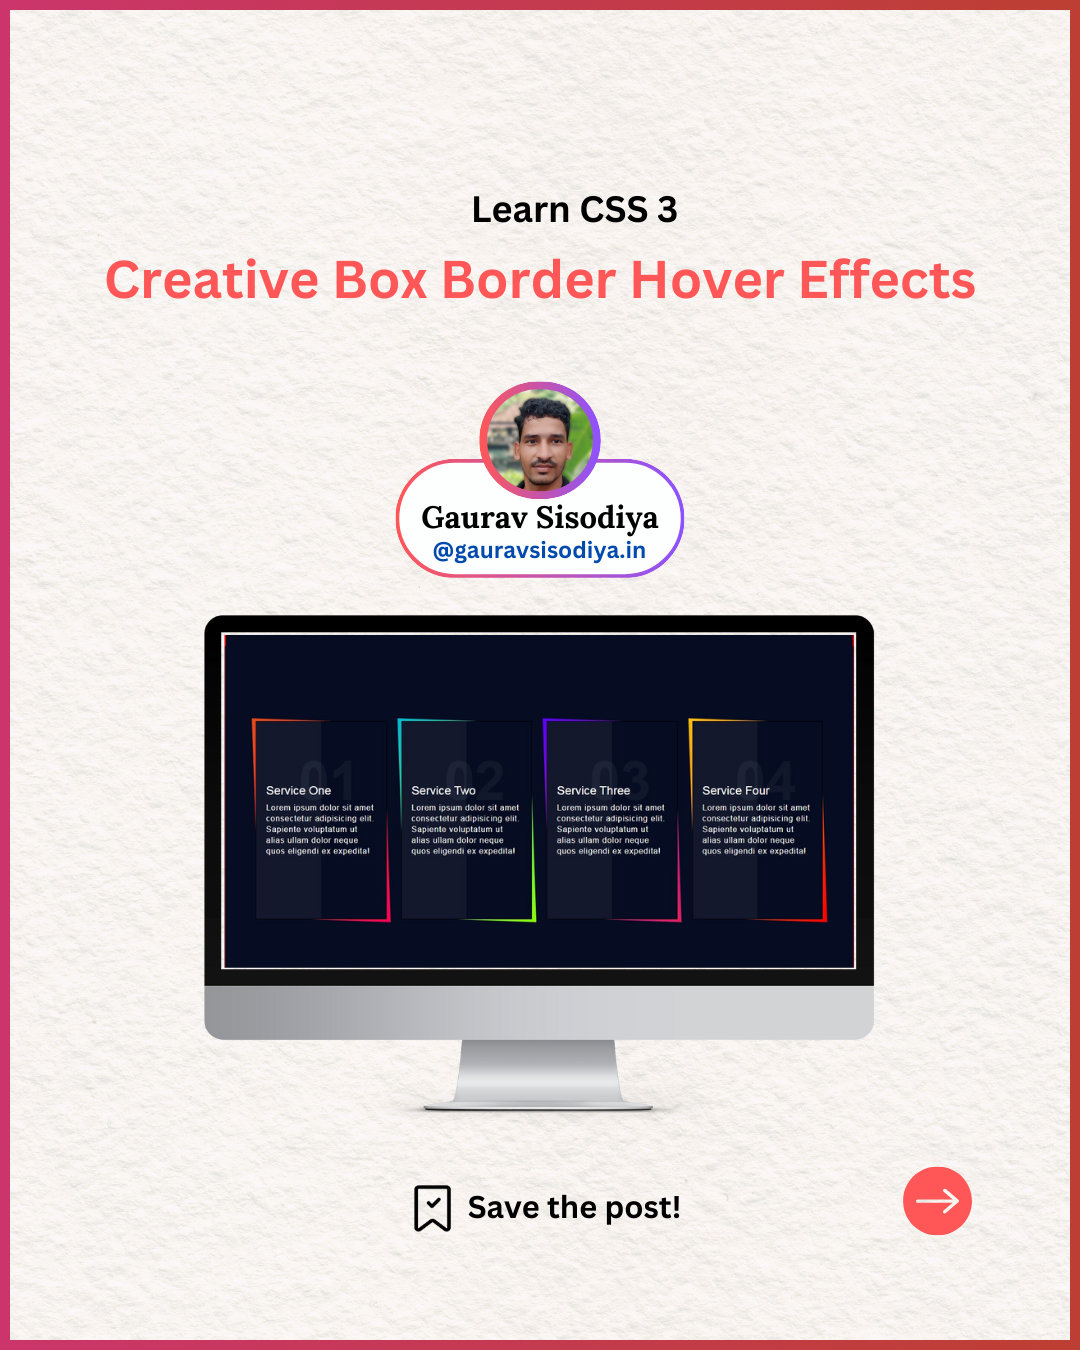 Learn CSS 3
Creative Box Border Hover Effects
Gaurav Sisodiya
@gauravsisodiya.in
01
Service One
Lorem ipsum dolor sit amet
consectetur adipisicing elit.
Sapiente voluptatum ut
alias ullam dolor neque
quos eligendi ex expedita!
02
Service Two
Lorem ipsum dolor sit amet
consectetur adipisicing elit.
Sapiente voluptatum ut
alias ullam dolor neque
quos eligendi ex expedita!
03
Service Three
Lorem ipsum dolor sit amet
consectetur adipisicing elit.
Sapiente voluptatum ut
alias ullam dolor neque
quos eligendi ex expedita!
04
Service Four
Lorem ipsum dolor sit amet
consectetur adipisicing elit.
Sapiente voluptatum ut
alias ullam dolor neque
quos eligendi ex expedita!
Save the post!